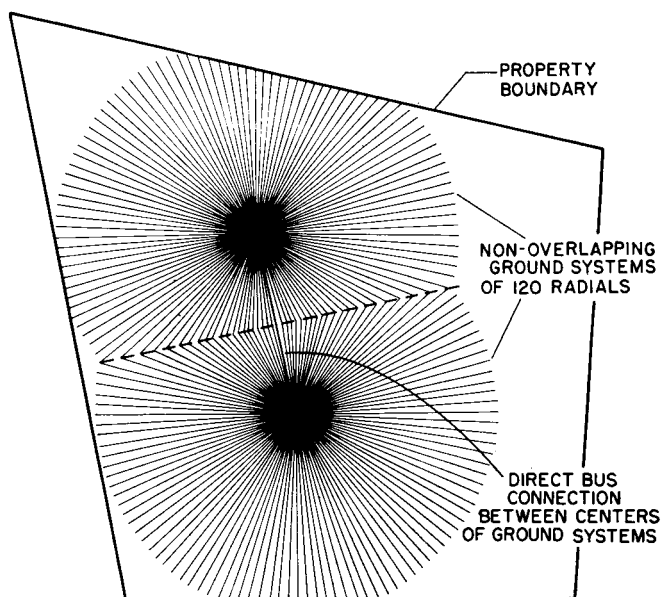 PROPERTY
BOUNDARY
NON-OVERLAPPING
GROUND SYSTEMS
OF 120 RADIALS
DIRECT BUS
CONNECTION
BETWEEN CENTERS
OF GROUND SYSTEMS